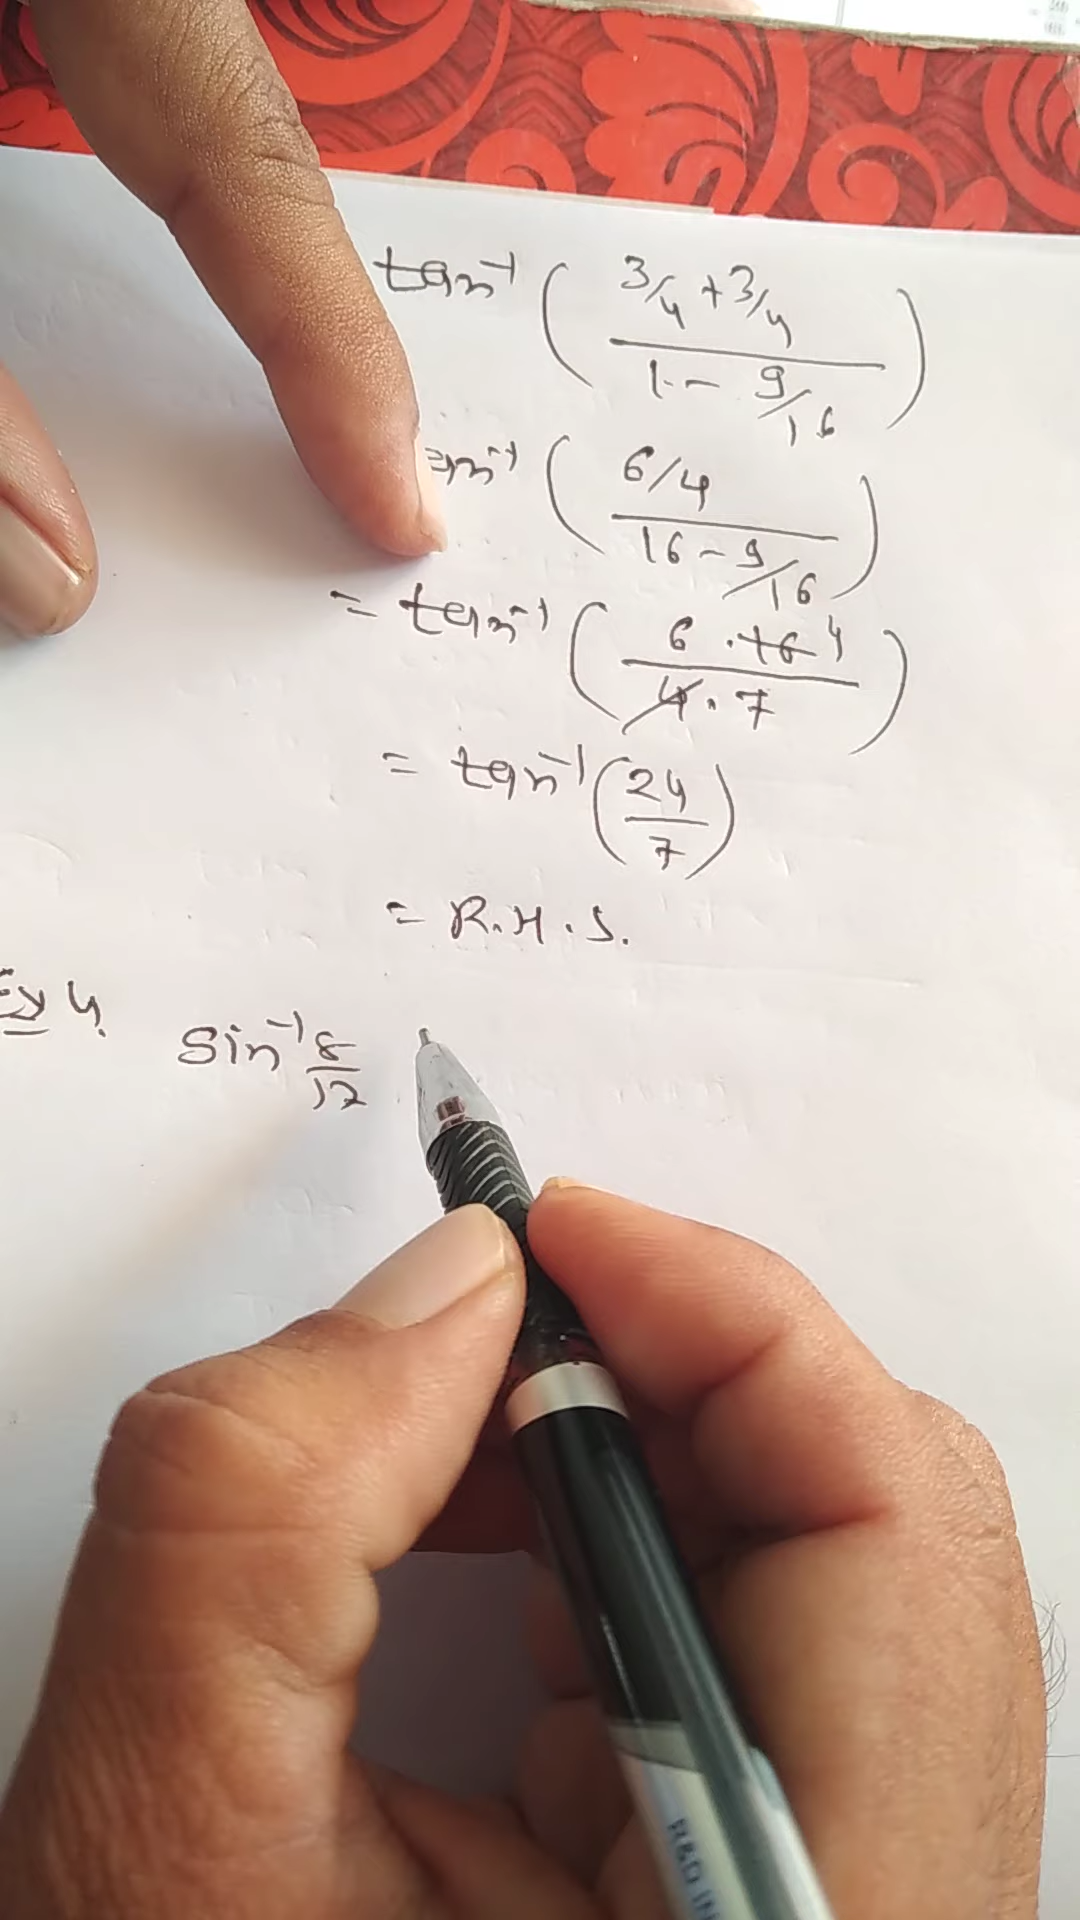 tan⁻¹ ( 3/4 + 3/4 / 1 - 9/16 )
tan⁻¹ ( 6/4 / 16 - 9/16 )
= tan⁻¹ ( 6 . 16 4 / 4 . 7 )
= tan⁻¹ ( 24 / 7 )
= R.H.S.
Ex 4.
sin⁻¹ 8/17
R&D IN